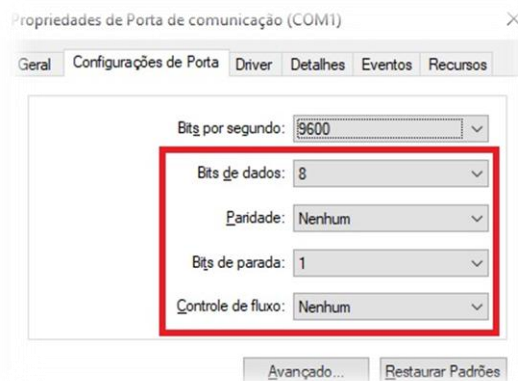 Propriedades de Porta de comunicação (COM1)
Geral Configurações de Porta Driver Detalhes Eventos Recursos
Bits por segundo: 9600
Bits de dados: 8
Paridade: Nenhum
Bits de parada: 1
Controle de fluxo: Nenhum
Avançado... Restaurar Padrões